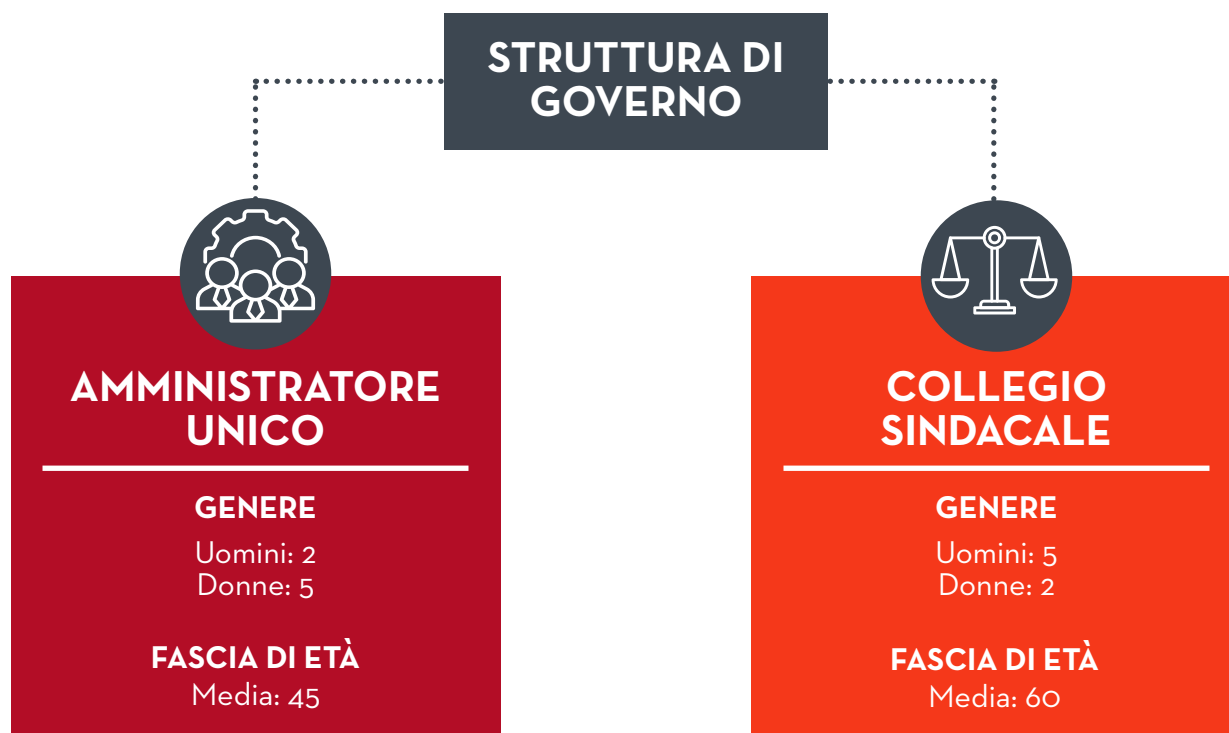 STRUTTURA DI
GOVERNO
AMMINISTRATORE
UNICO
GENERE
Uomini: 2
Donne: 5
FASCIA DI ETÀ
Media: 45
COLLEGIO
SINDACALE
GENERE
Uomini: 5
Donne: 2
FASCIA DI ETÀ
Media: 60